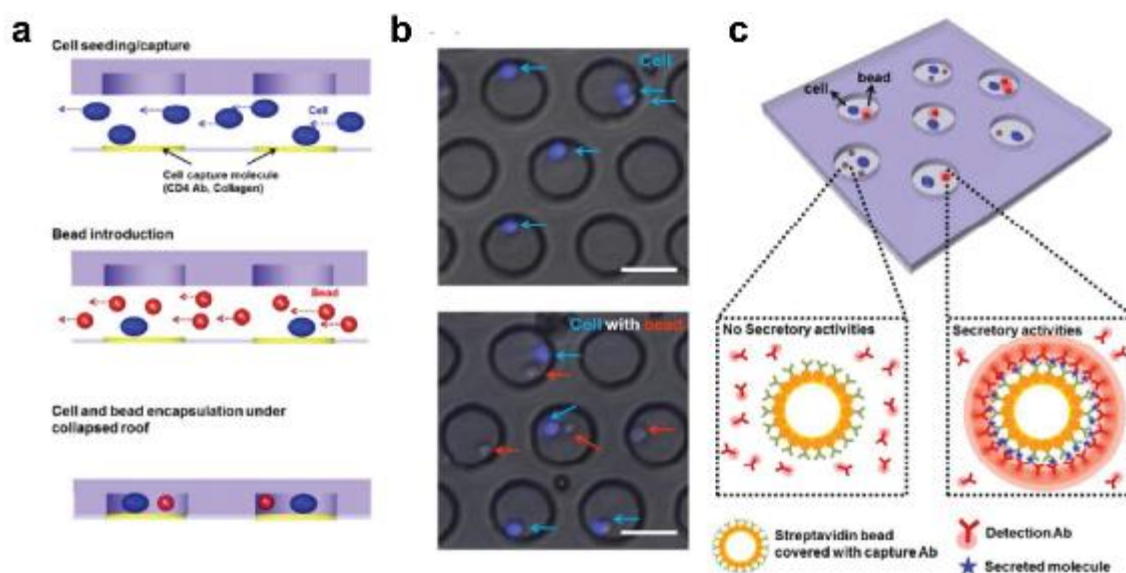 a
Cell seeding/capture
Cell
Cell capture molecule
(CD4 Ab, Collagen)
Bead introduction
Bead
Cell and bead encapsulation under
collapsed roof
b
Cell
Cell with bead
c
cell
bead
No Secretory activities
Secretory activities
Streptavidin bead
covered with capture Ab
Detection Ab
Secreted molecule